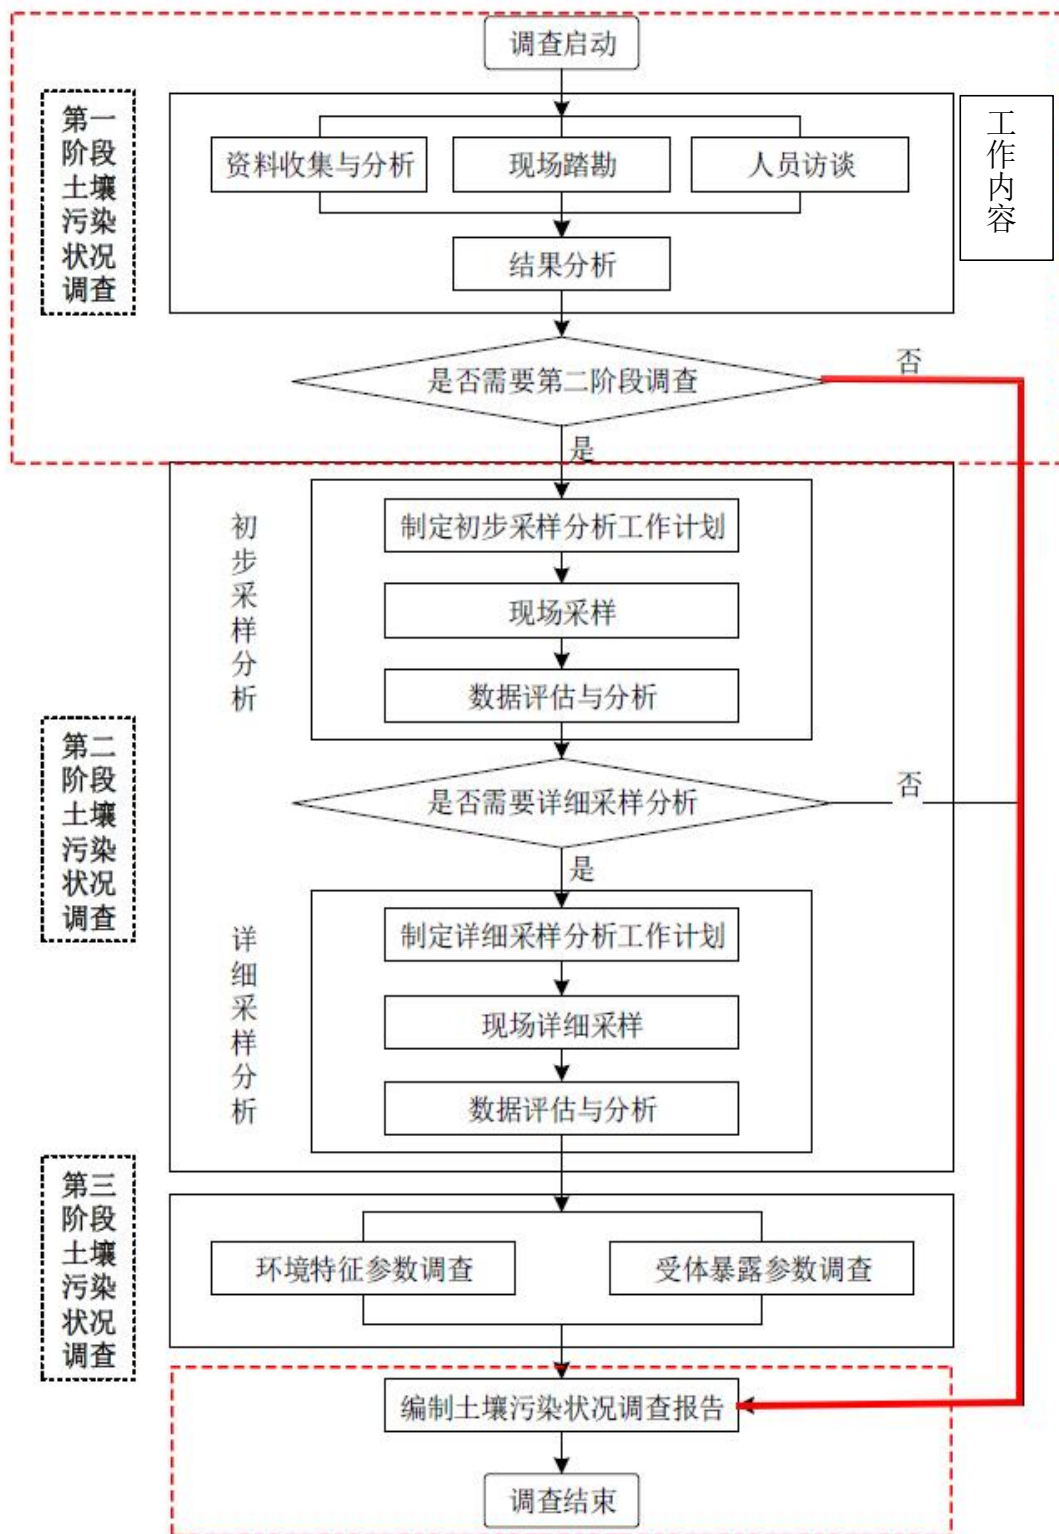 调查启动
第一
阶段
土壤
污染
状况
调查
工作内容
资料收集与分析
现场踏勘
人员访谈
结果分析
是否需要第二阶段调查
否
是
初步采样分析
制定初步采样分析工作计划
现场采样
数据评估与分析
第二
阶段
土壤
污染
状况
调查
是否需要详细采样分析
否
是
详细采样分析
制定详细采样分析工作计划
现场详细采样
数据评估与分析
第三
阶段
土壤
污染
状况
调查
环境特征参数调查
受体暴露参数调查
编制土壤污染状况调查报告
调查结束